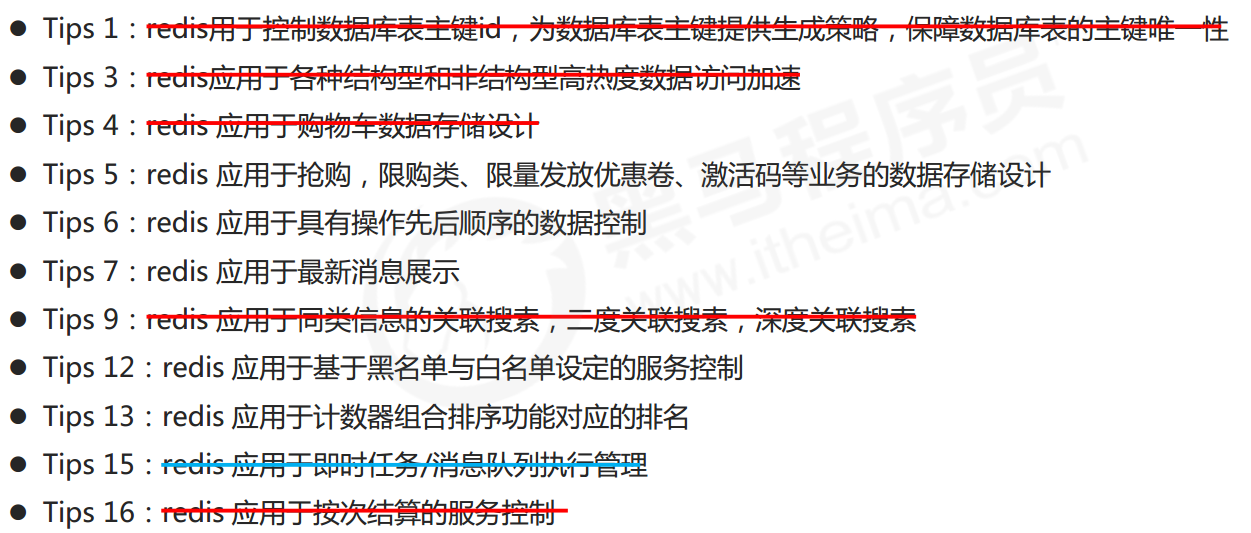 ● Tips 1：redis用于控制数据库表主键id，为数据库表主键提供生成策略，保障数据库表的主键唯一性
● Tips 3：redis应用于各种结构型和非结构型高热度数据访问加速
● Tips 4：redis 应用于购物车数据存储设计
● Tips 5：redis 应用于抢购，限购类、限量发放优惠卷、激活码等业务的数据存储设计
● Tips 6：redis 应用于具有操作先后顺序的数据控制
● Tips 7：redis 应用于最新消息展示
● Tips 9：redis 应用于同类信息的关联搜索，二度关联搜索，深度关联搜索
● Tips 12：redis 应用于基于黑名单与白名单设定的服务控制
● Tips 13：redis 应用于计数器组合排序功能对应的排名
● Tips 15：redis 应用于即时任务/消息队列执行管理
● Tips 16：redis 应用于按次结算的服务控制
黑马程序员
www.itheima.com